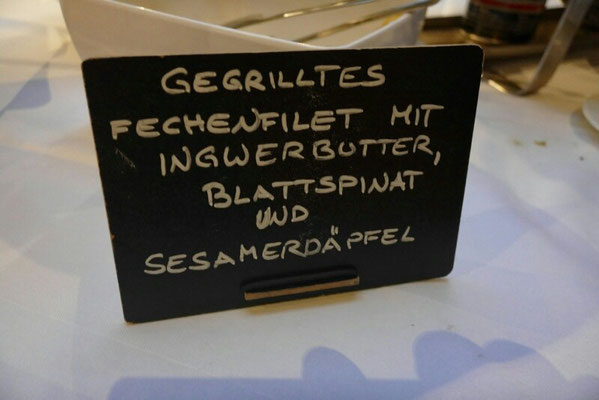 GEGRILLTES
FECHENFILET MIT
INGWERBUTTER,
BLATTSPINAT
UND
SESAMERDÄPFEL